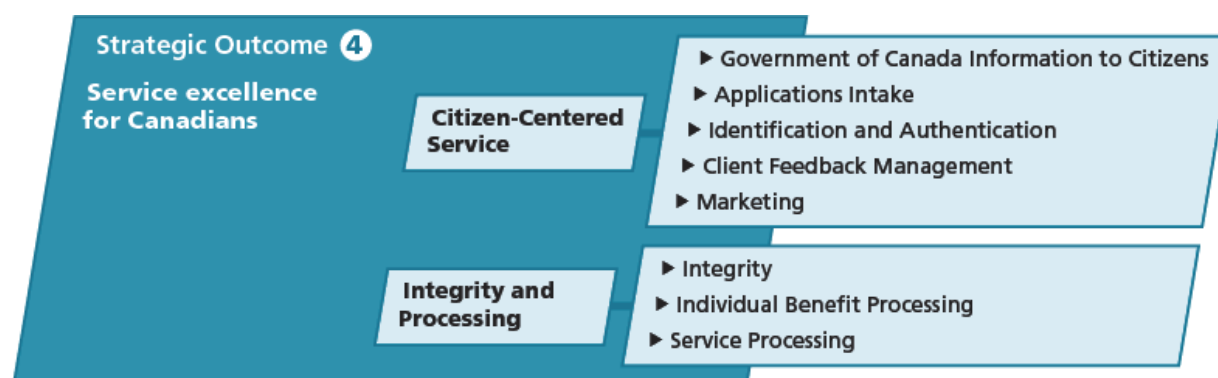 Strategic Outcome 4
Service excellence
for Canadians
Citizen-Centered
Service
▶ Government of Canada Information to Citizens
▶ Applications Intake
▶ Identification and Authentication
▶ Client Feedback Management
▶ Marketing
Integrity and
Processing
▶ Integrity
▶ Individual Benefit Processing
▶ Service Processing